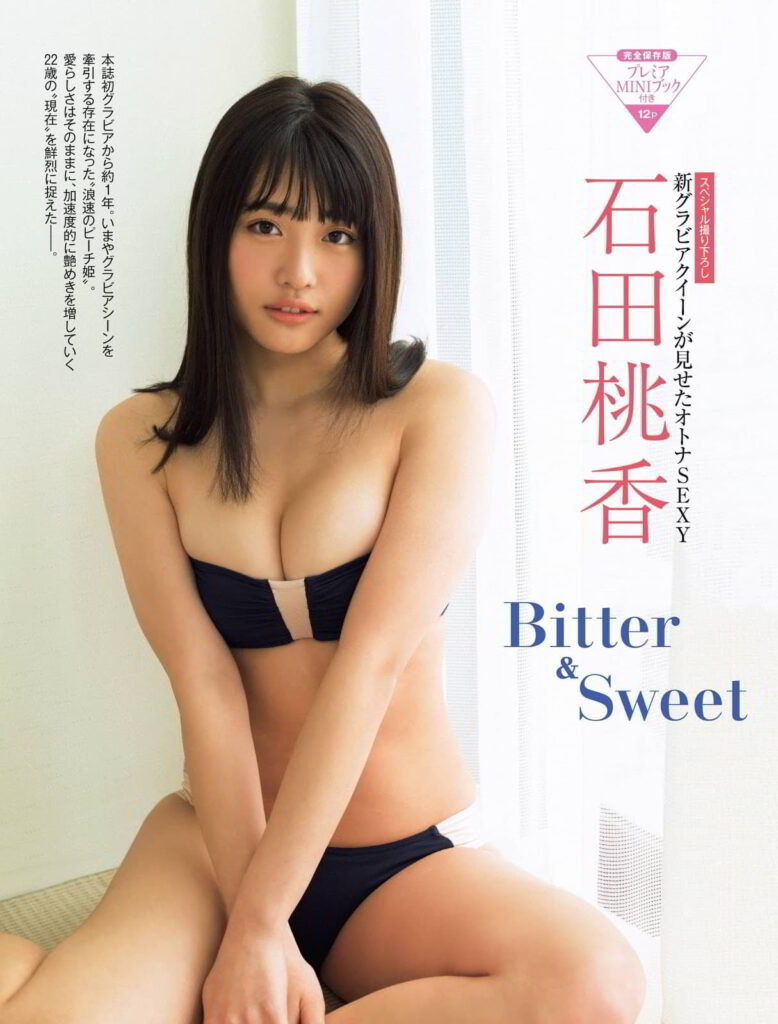 完全保存版
プレミア
MINIブック
付き
12P
スペシャル撮り下ろし
新グラビアクイーンが見せたオトナSEXY
石田桃香
Bitter
&
Sweet
本誌初グラビアから約1年。いまやグラビアシーンを
牽引する存在になった“浪速のピーチ姫”。
愛らしさはそのままに、加速度的に艶めきを増していく
22歳の“現在”を鮮烈に捉えた——。